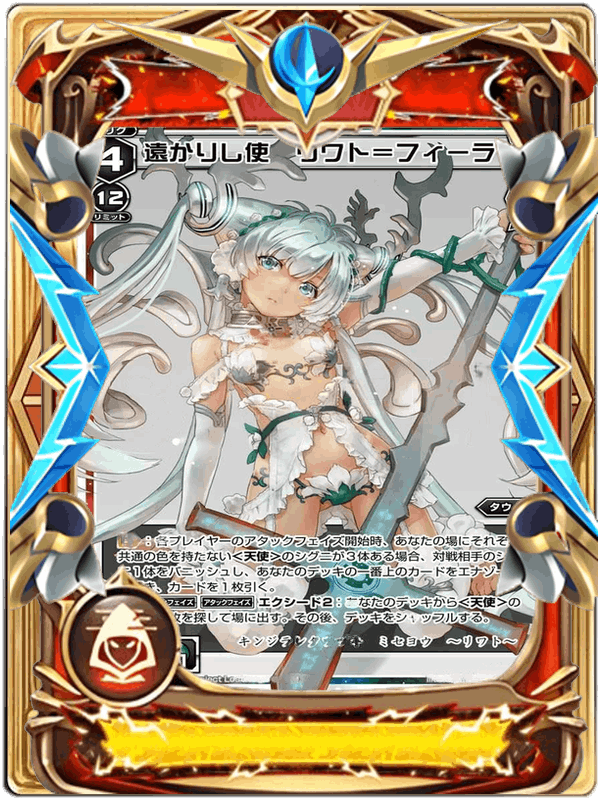 4
遠かりし使 リワト＝フィーラ
12
リミット
タウ
：各プレイヤーのアタックフェイズ開始時、あなたの場にそれぞ
共通の色を持たない＜天使＞のシグニが３体ある場合、対戦相手のシ
１体をバニッシュし、あなたのデッキの一番上のカードをエナゾー
、カードを１枚引く。
フェイズ アタックフェイズ エクシード２：あなたのデッキから＜天使＞の
を探して場に出す。その後、デッキをシャッフルする。
ミセヨウ ～リワト～